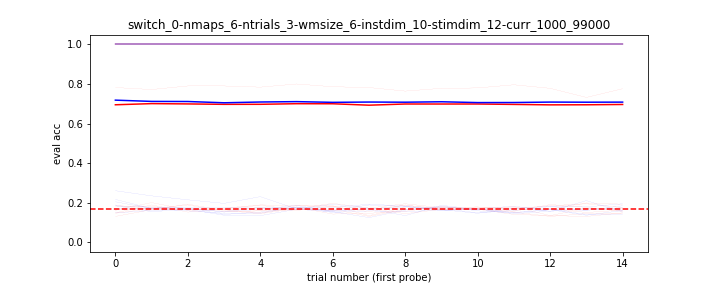 switch_0-nmaps_6-ntrials_3-wmsize_6-instdim_10-stimdim_12-curr_1000_99000
1.0
0.8
0.6
0.4
0.2
0.0
eval acc
0 2 4 6 8 10 12 14
trial number (first probe)